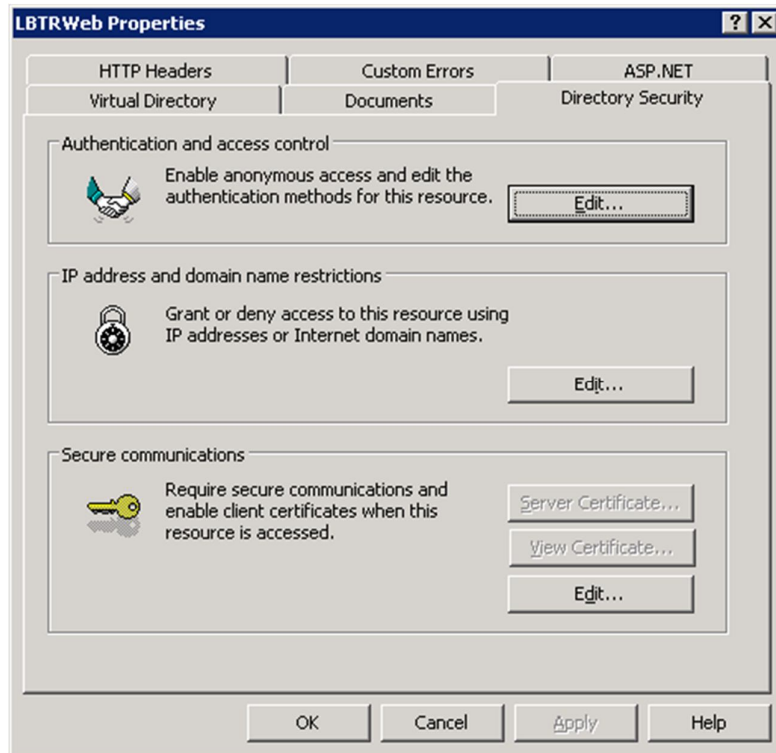 LBTRWeb Properties
HTTP Headers
Custom Errors
ASP.NET
Virtual Directory
Documents
Directory Security
Authentication and access control
Enable anonymous access and edit the
authentication methods for this resource.
Edit...
IP address and domain name restrictions
Grant or deny access to this resource using
IP addresses or Internet domain names.
Edit...
Secure communications
Require secure communications and
enable client certificates when this
resource is accessed.
Server Certificate...
View Certificate...
Edit...
OK
Cancel
Apply
Help